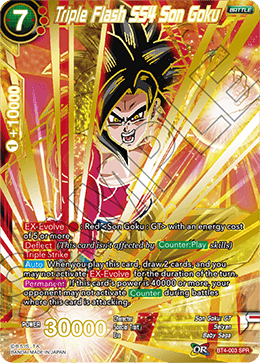 7
Triple Flash SS4 Son Goku
BATTLE
1 +10000
EX-Evolve : Red <Son Goku : GT> with an energy cost
of 5 or more
Deflect (This card isn't affected by Counter:Play skills)
Triple Strike
Auto When you play this card, draw 2 cards, and you
may not activate EX-Evolve for the duration of the turn.
Permanent If this card's power is 40000 or more, your
opponent may not activate Counter during battles
where this card is attacking.
POWER 30000
Character Son Goku : GT
Special Trait Saiyan
Era Baby Saga
BANDAI MADE IN JAPAN
BT4-003 SPR